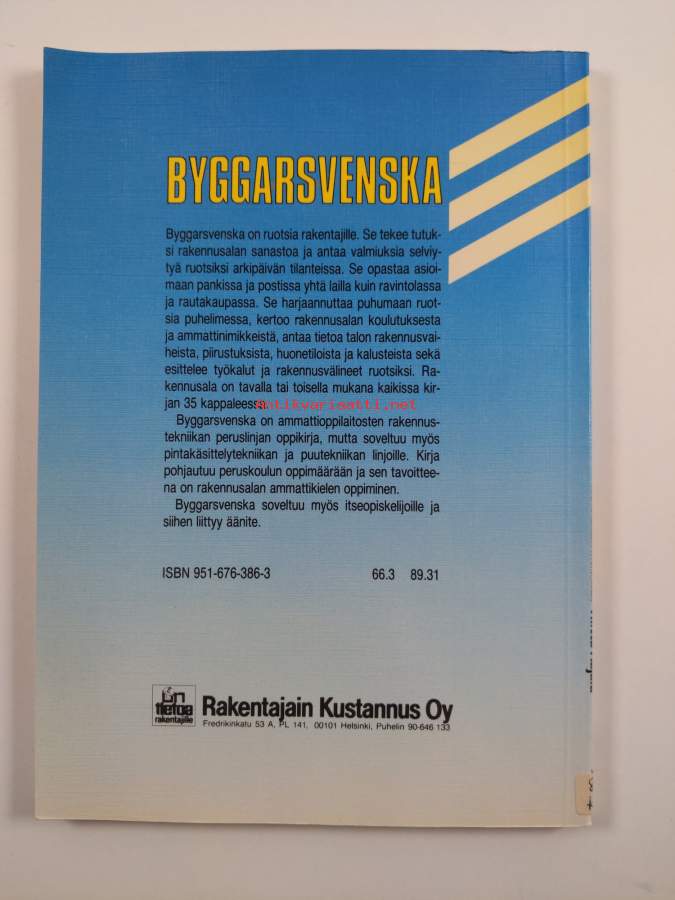 BYGGARSVENSKA
Byggarsvenska on ruotsia rakentajille. Se tekee tutuk-
si rakennusalan sanastoa ja antaa valmiuksia selviy-
tyä ruotsiksi arkipäivän tilanteissa. Se opastaa asioi-
maan pankissa ja postissa yhtä lailla kuin ravintolassa
ja rautakaupassa. Se harjaannuttaa puhumaan ruot-
sia puhelimessa, kertoo rakennusalan koulutuksesta
ja ammattinimikkeistä, antaa tietoa talon rakennusvai-
heista, piirustuksista, huonetiloista ja kalusteista sekä
esittelee työkalut ja rakennusvälineet ruotsiksi. Ra-
kennusala on tavalla tai toisella mukana kaikissa kir-
jan 35 kappaleessa.
antikvariaatti.net
Byggarsvenska on ammattioppilaitosten rakennus-
tekniikan peruslinjan oppikirja, mutta soveltuu myös
pintakäsittelytekniikan ja puutekniikan linjoille. Kirja
pohjautuu peruskoulun oppimäärään ja sen tavoittee-
na on rakennusalan ammattikielen oppiminen.
Byggarsvenska soveltuu myös itseopiskelijoille ja
siihen liittyy äänite.
ISBN 951-676-386-3 66.3 89.31
on
tietoa
rakentajille
Rakentajain Kustannus Oy
Fredrikinkatu 53 A, PL 141, 00101 Helsinki, Puhelin 90-646 133